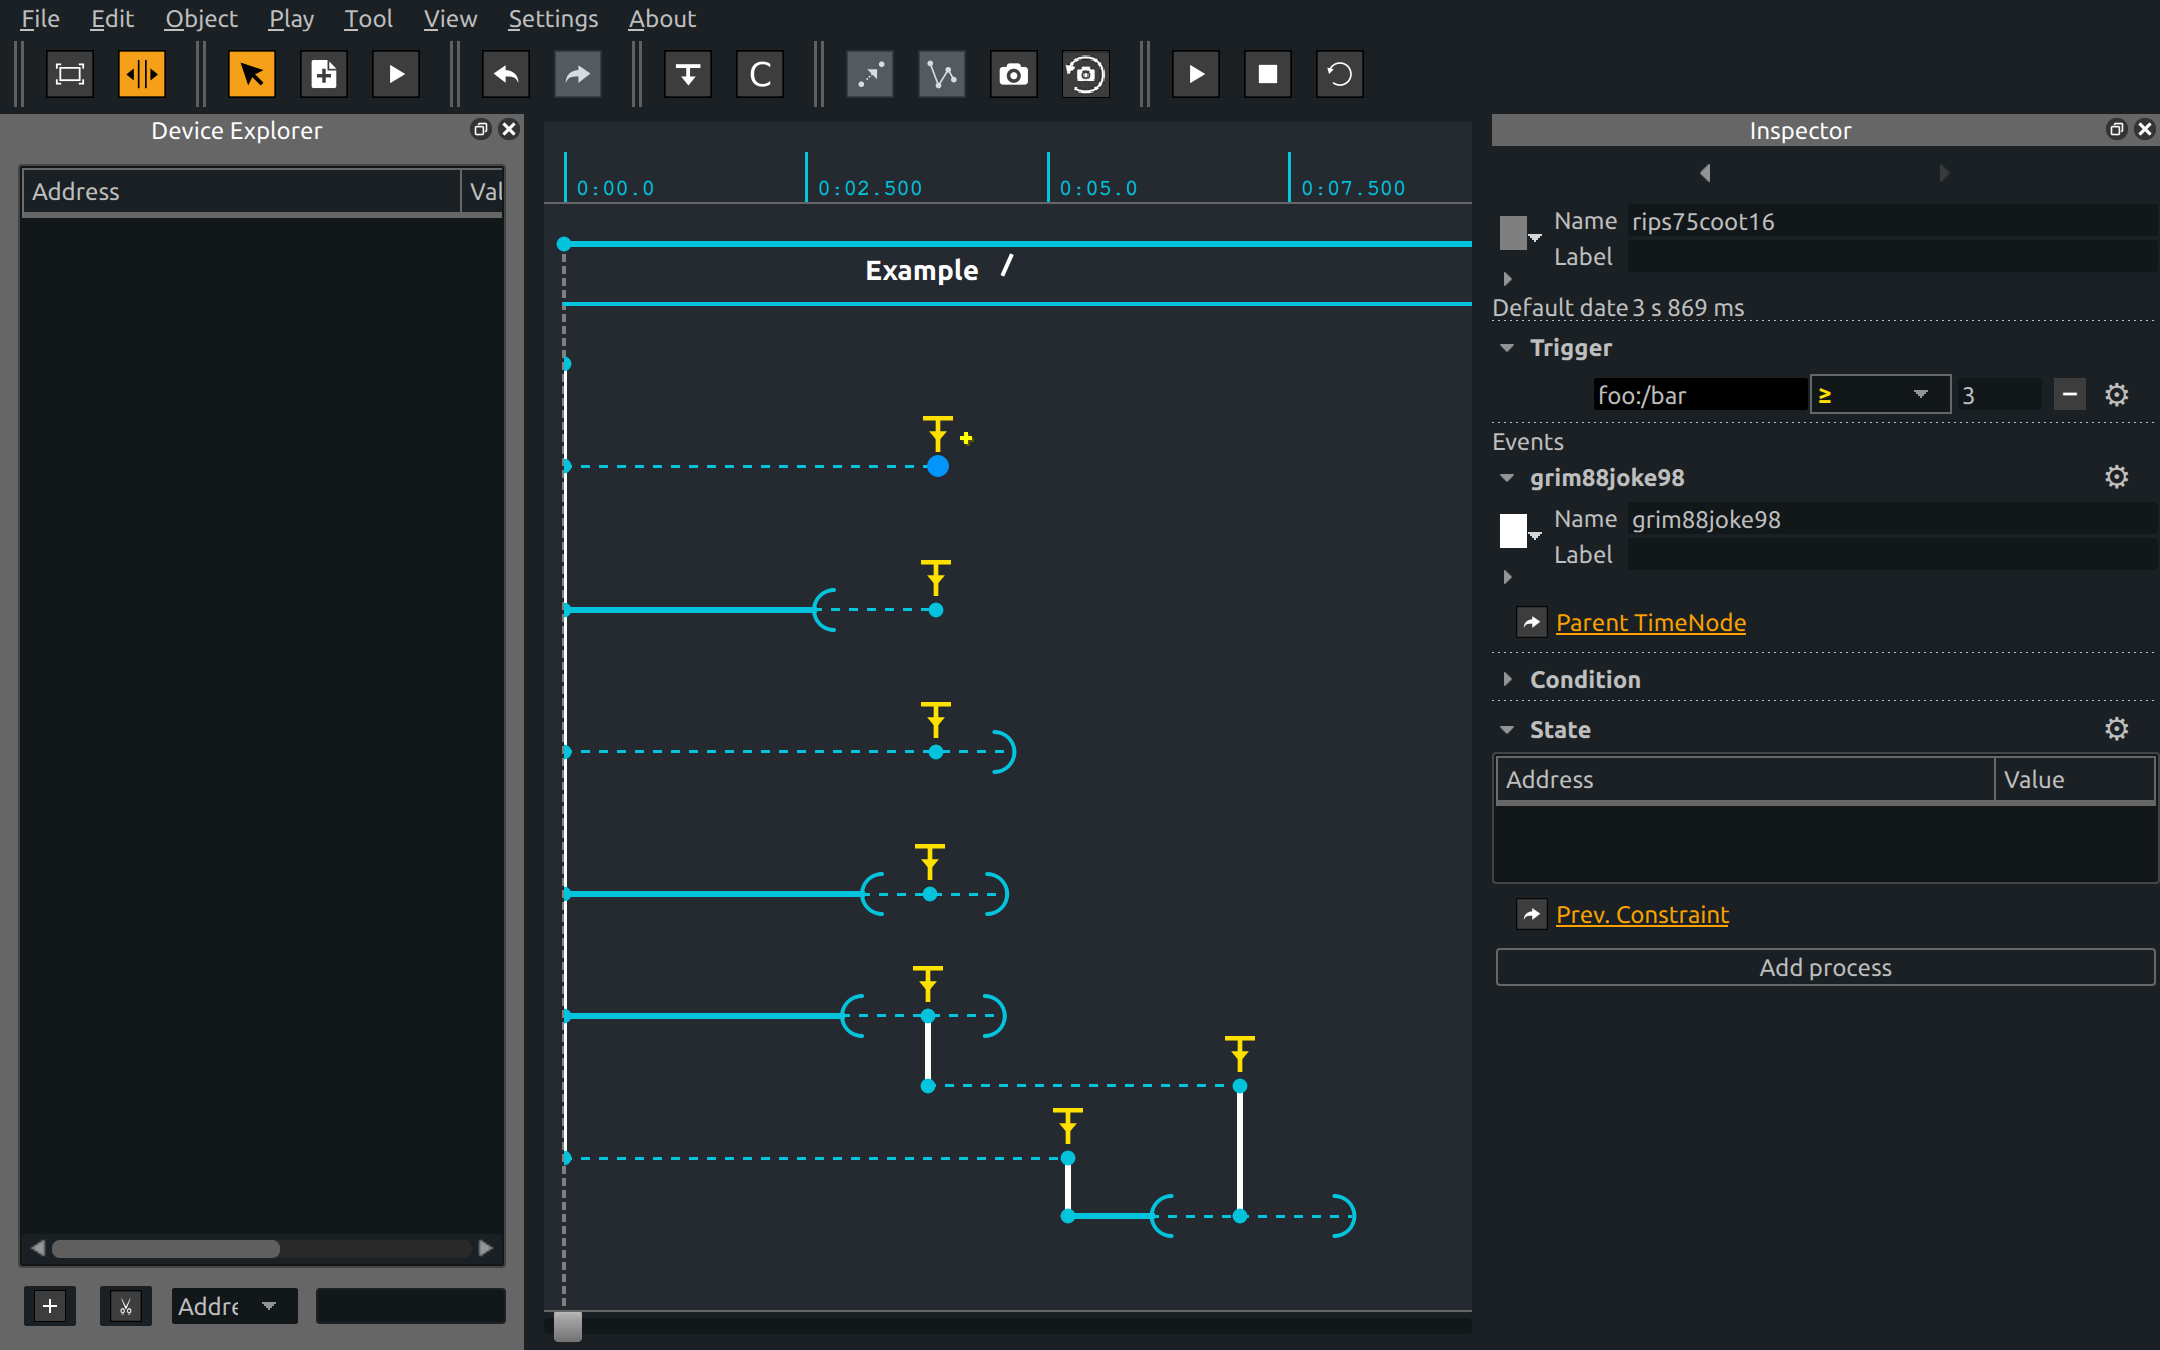 File Edit Object Play Tool View Settings About
C
Device Explorer
Address Val
Addre
0:00.0 0:02.500 0:05.0 0:07.500
Example /
Inspector
Name rips75coot16
Label
Default date 3 s 869 ms
Trigger
foo:/bar ≥ 3
Events
grim88joke98
Name grim88joke98
Label
Parent TimeNode
Condition
State
Address Value
Prev. Constraint
Add process